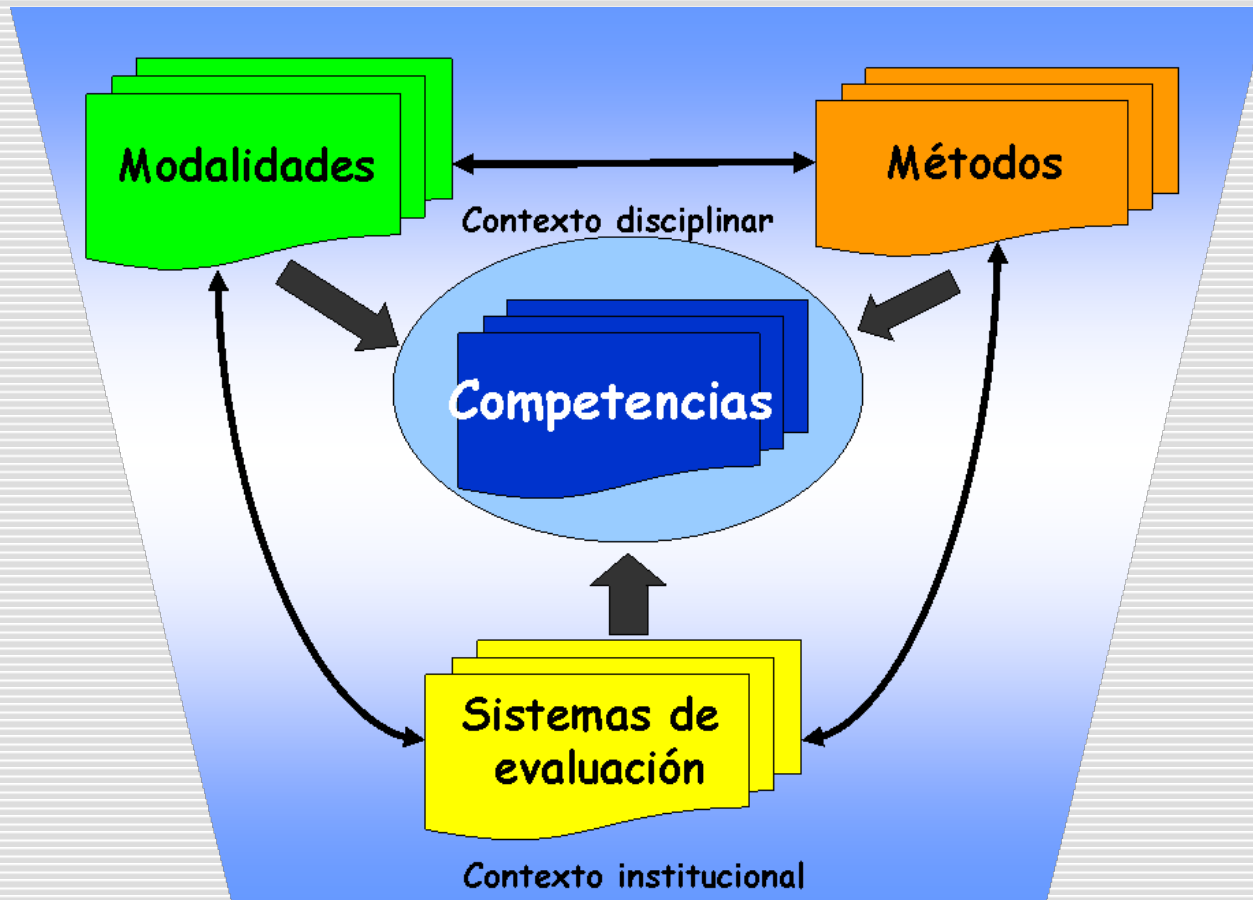 Modalidades
Métodos
Contexto disciplinar
Competencias
Sistemas de
evaluación
Contexto institucional